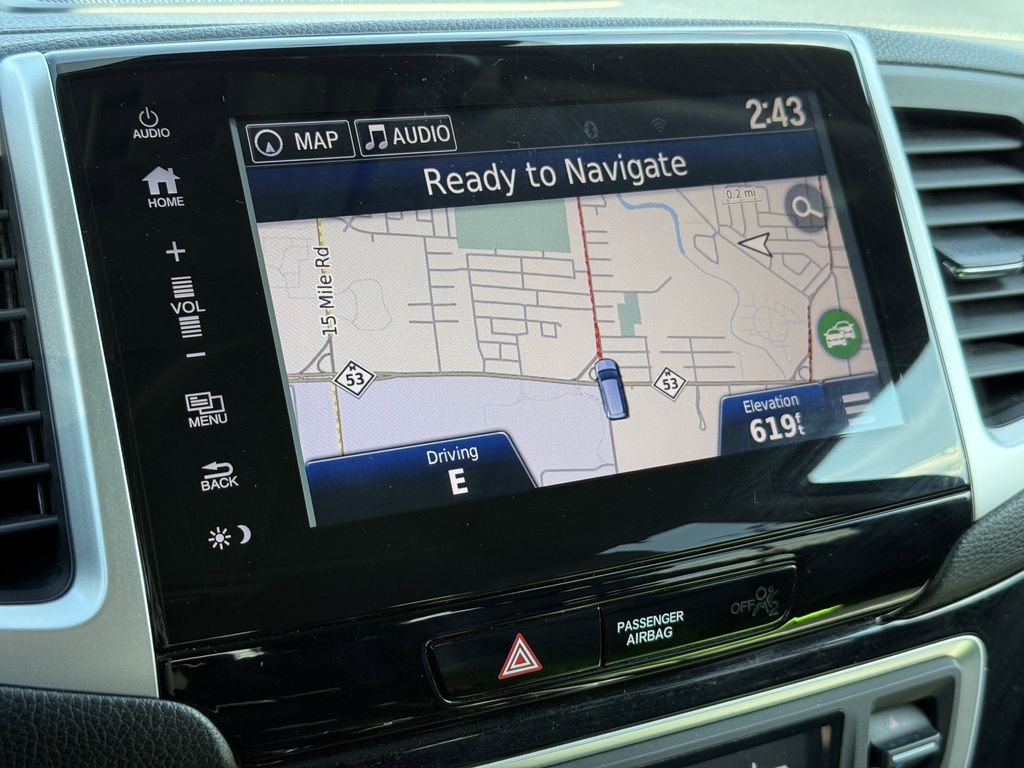 AUDIO
MAP
AUDIO
2:43
Ready to Navigate
HOME
0.2 mi
+
VOL
-
15 Mile Rd
M
53
M
53
MENU
Elevation
619ft
Driving
E
BACK
PASSENGER
AIRBAG
OFF
2